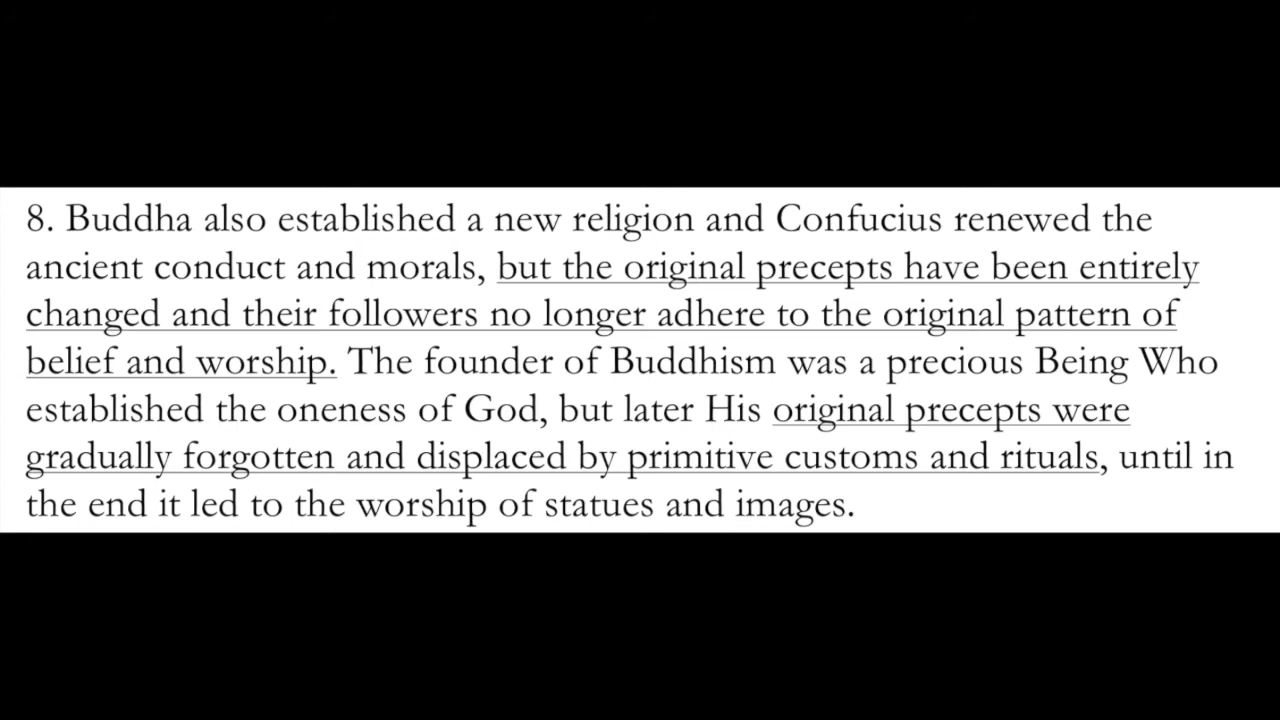 8. Buddha also established a new religion and Confucius renewed the
ancient conduct and morals, but the original precepts have been entirely
changed and their followers no longer adhere to the original pattern of
belief and worship. The founder of Buddhism was a precious Being Who
established the oneness of God, but later His original precepts were
gradually forgotten and displaced by primitive customs and rituals, until in
the end it led to the worship of statues and images.